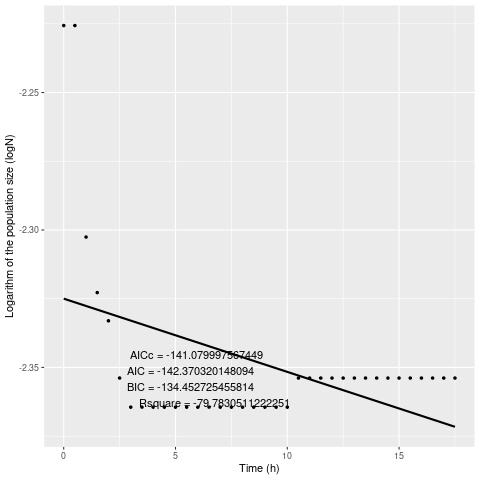 Logarithm of the population size (logN)
-2.25
-2.30
-2.35
AICc = -141.079997567449
AIC = -142.370320148094
BIC = -134.452725455814
Rsquare = -79.7830511222251
0 5 10 15
Time (h)